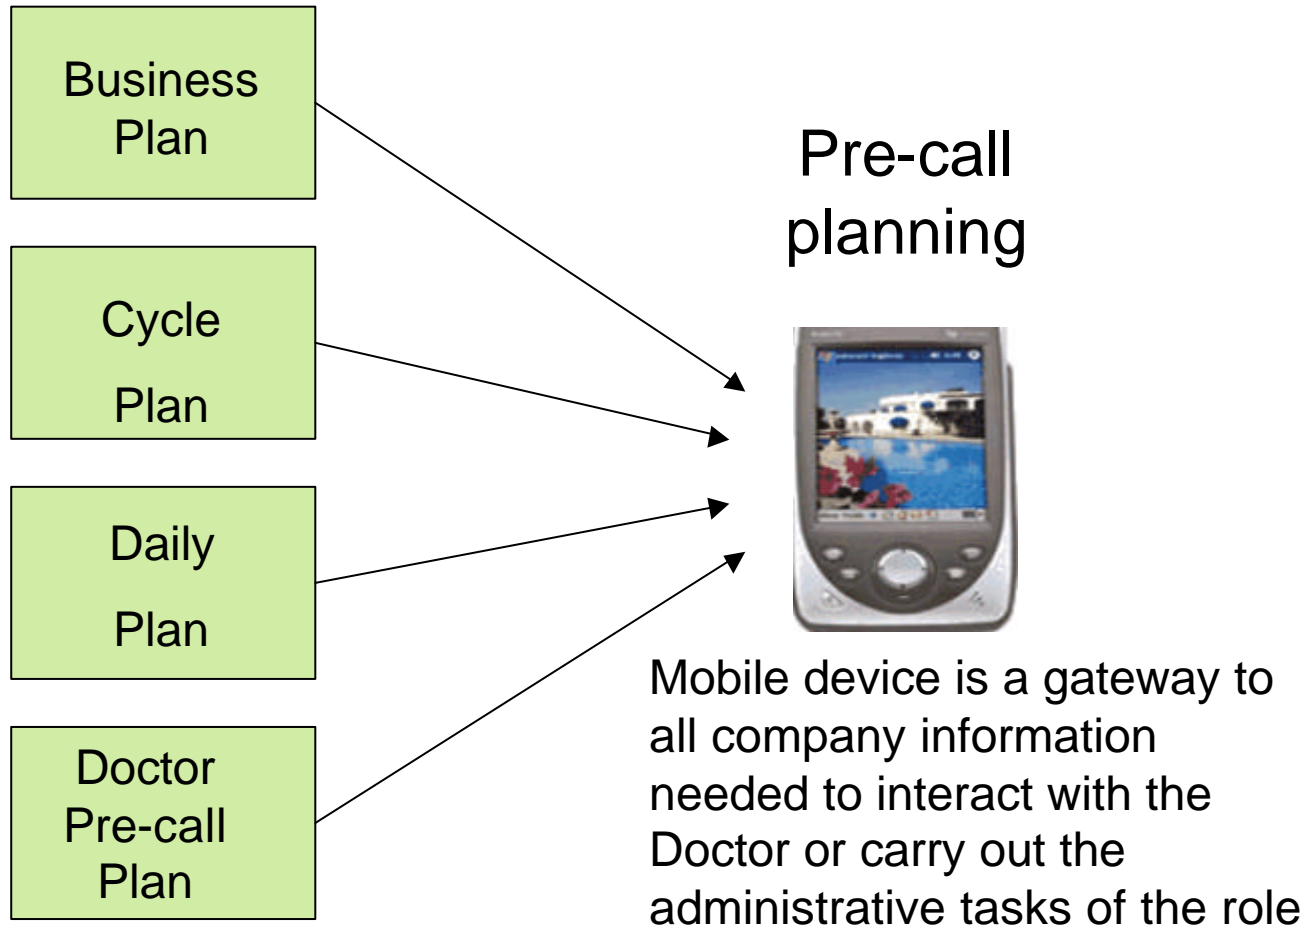 Business
Plan
Cycle
Plan
Daily
Plan
Doctor
Pre-call
Plan
Pre-call
planning
Mobile device is a gateway to
all company information
needed to interact with the
Doctor or carry out the
administrative tasks of the role